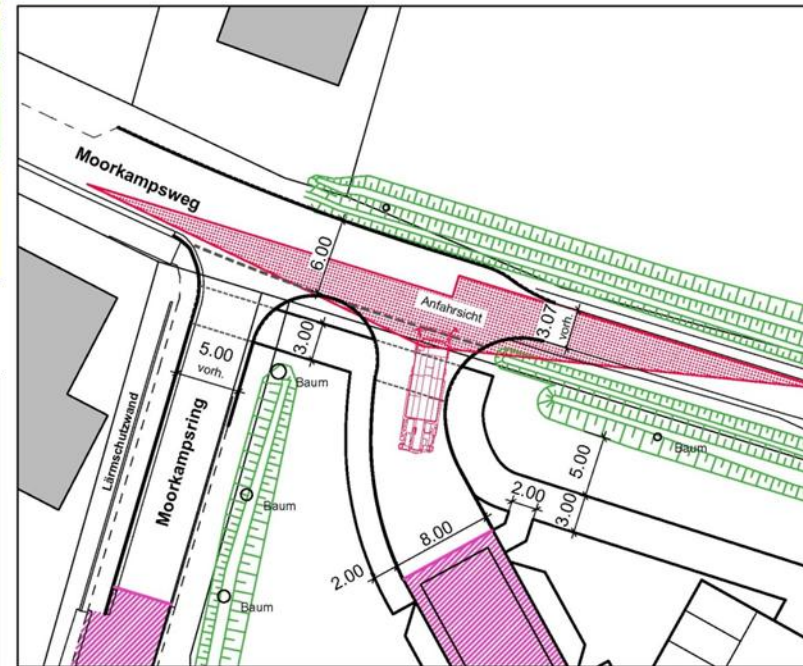 Moorkampsweg
6.00
Anfahrsicht
3.07
vorh.
3.00
5.00
vorh.
Baum
Lärmschutzwand
Moorkampsring
Baum
5.00
2.00
3.00
Baum
8.00
2.00
Baum